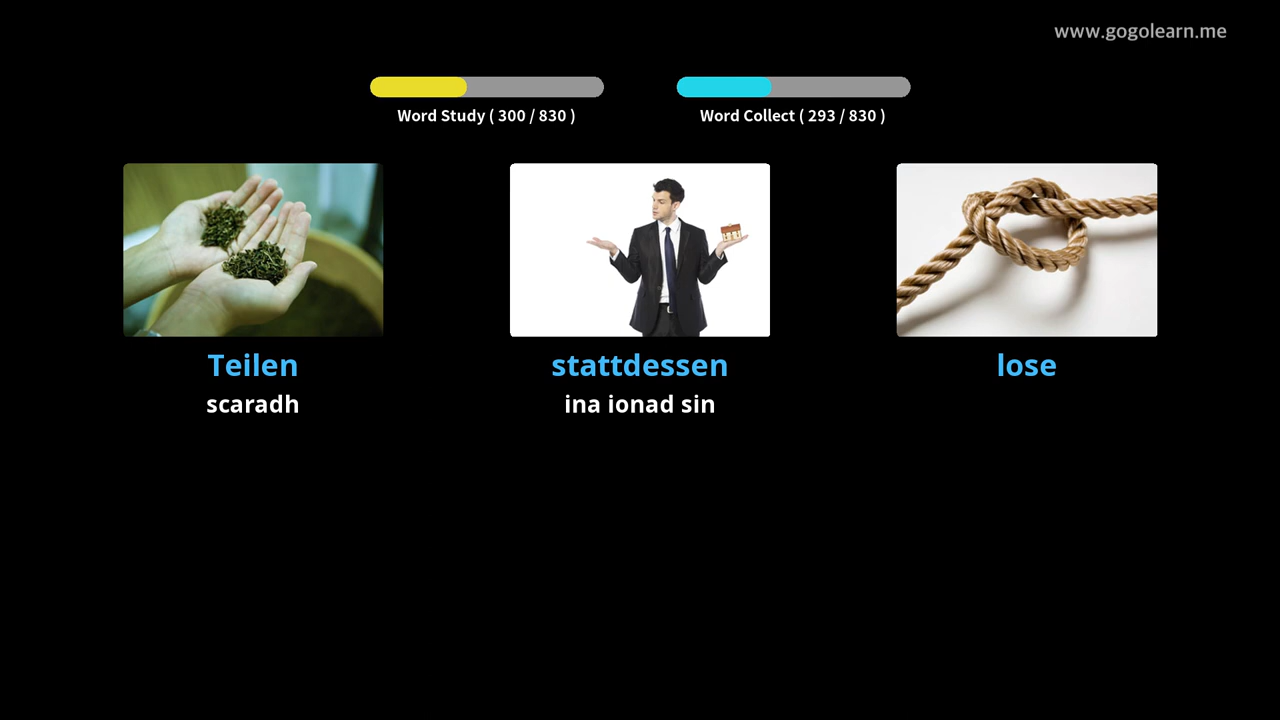 www.gogolearn.me
Word Study ( 300 / 830 )
Word Collect ( 293 / 830 )
Teilen
stattdessen
lose
scaradh
ina ionad sin